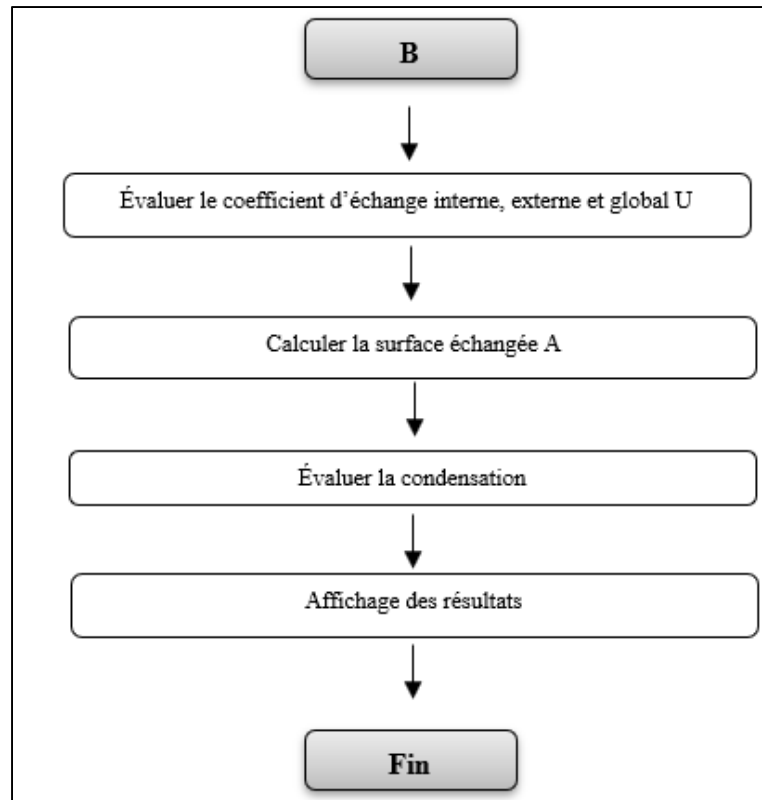 B
Évaluer le coefficient d’échange interne, externe et global U
Calculer la surface échangée A
Évaluer la condensation
Affichage des résultats
Fin